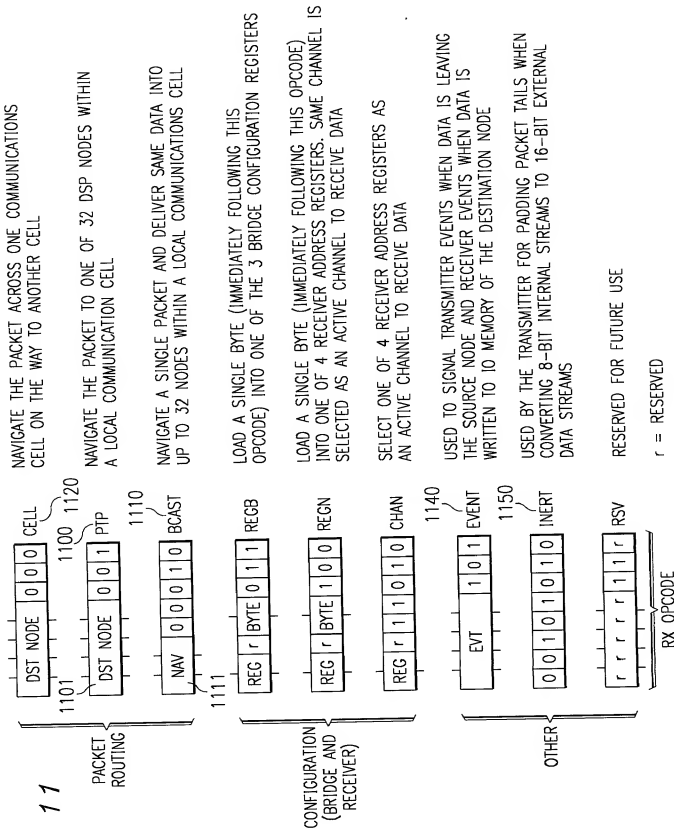 11
PACKET
ROUTING
DST NODE 0 0 0 CELL 1120
NAVIGATE THE PACKET ACROSS ONE COMMUNICATIONS
CELL ON THE WAY TO ANOTHER CELL
1101
DST NODE 0 0 1 PTP 1100
NAVIGATE THE PACKET TO ONE OF 32 DSP NODES WITHIN
A LOCAL COMMUNICATION CELL
NAV 0 0 0 1 0 BCAST 1110
1111
NAVIGATE A SINGLE PACKET AND DELIVER SAME DATA INTO
UP TO 32 NODES WITHIN A LOCAL COMMUNICATIONS CELL
CONFIGURATION
(BRIDGE AND
RECEIVER)
REG r BYTE 0 1 1 REGB
LOAD A SINGLE BYTE (IMMEDIATELY FOLLOWING THIS
OPCODE) INTO ONE OF THE 3 BRIDGE CONFIGURATION REGISTERS
REG r BYTE 1 0 0 REGN
LOAD A SINGLE BYTE (IMMEDIATELY FOLLOWING THIS OPCODE)
INTO ONE OF 4 RECEIVER ADDRESS REGISTERS. SAME CHANNEL IS
SELECTED AS AN ACTIVE CHANNEL TO RECEIVE DATA
REG r 1 1 0 1 0 CHAN
SELECT ONE OF 4 RECEIVER ADDRESS REGISTERS AS
AN ACTIVE CHANNEL TO RECEIVE DATA
OTHER
EVT 1 0 1 EVENT 1140
USED TO SIGNAL TRANSMITTER EVENTS WHEN DATA IS LEAVING
THE SOURCE NODE AND RECEIVER EVENTS WHEN DATA IS
WRITTEN TO IO MEMORY OF THE DESTINATION NODE
0 0 1 0 1 0 1 0 INERT 1150
USED BY THE TRANSMITTER FOR PADDING PACKET TAILS WHEN
CONVERTING 8-BIT INTERNAL STREAMS TO 16-BIT EXTERNAL
DATA STREAMS
r r r r r 1 1 r RSV
RESERVED FOR FUTURE USE
RX OPCODE
r = RESERVED